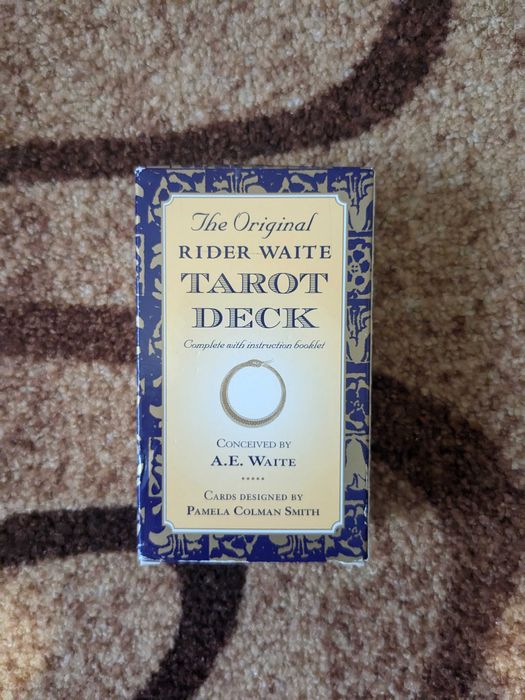 The Original
RIDER-WAITE
TAROT
DECK
Complete with instruction booklet
CONCEIVED BY
A.E. WAITE
CARDS DESIGNED BY
PAMELA COLMAN SMITH